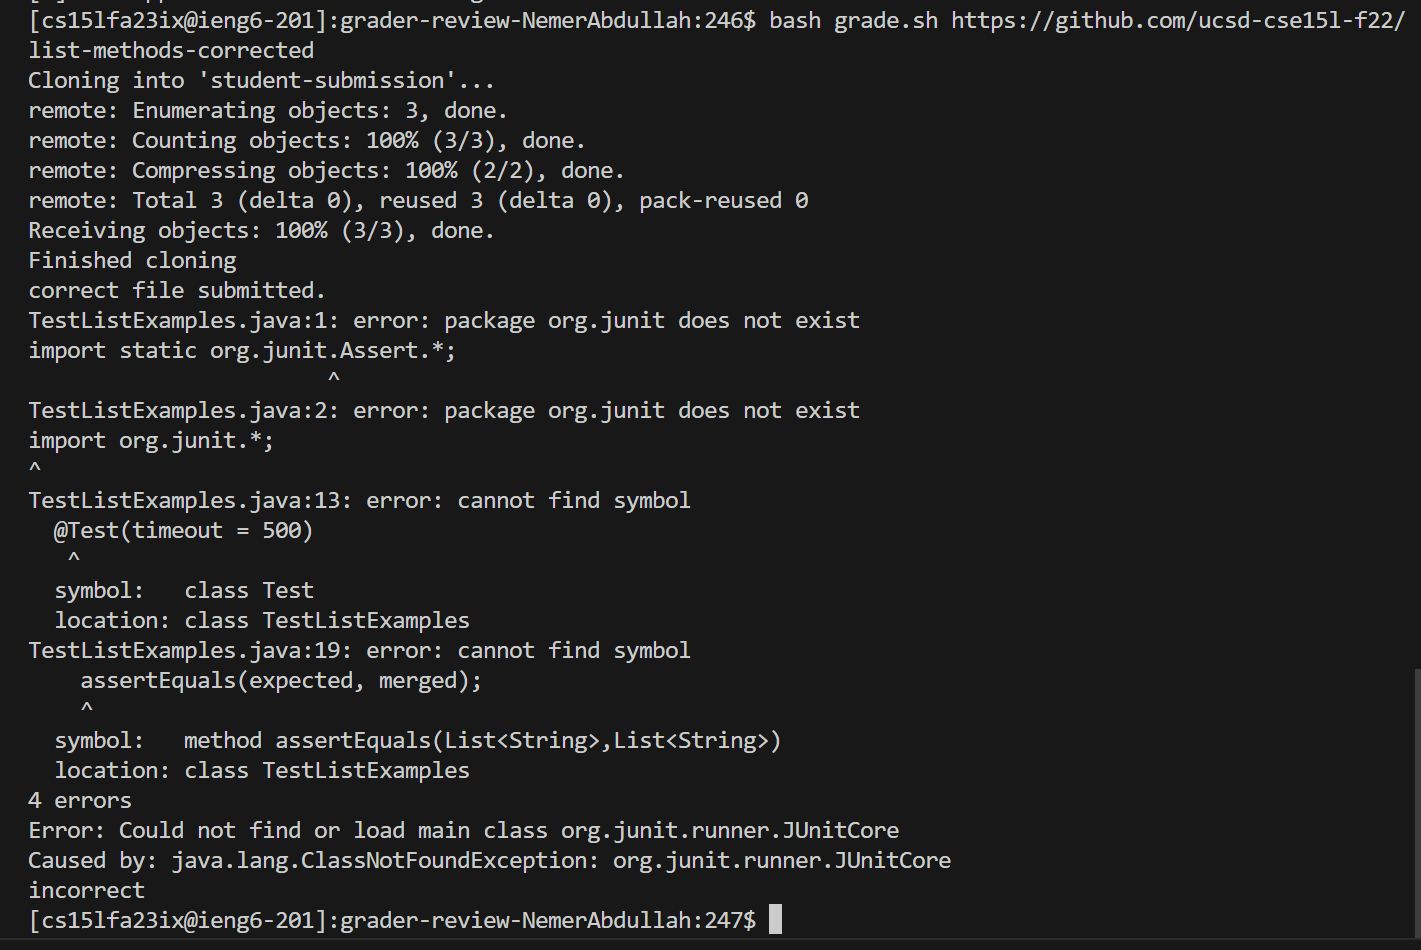 [cs15lfa23ix@ieng6-201]:grader-review-NemerAbdullah:246$ bash grade.sh https://github.com/ucsd-cse15l-f22/
list-methods-corrected
Cloning into 'student-submission'...
remote: Enumerating objects: 3, done.
remote: Counting objects: 100% (3/3), done.
remote: Compressing objects: 100% (2/2), done.
remote: Total 3 (delta 0), reused 3 (delta 0), pack-reused 0
Receiving objects: 100% (3/3), done.
Finished cloning
correct file submitted.
TestListExamples.java:1: error: package org.junit does not exist
import static org.junit.Assert.*;
                       ^
TestListExamples.java:2: error: package org.junit does not exist
import org.junit.*;
^
TestListExamples.java:13: error: cannot find symbol
  @Test(timeout = 500)
   ^
  symbol:   class Test
  location: class TestListExamples
TestListExamples.java:19: error: cannot find symbol
    assertEquals(expected, merged);
    ^
  symbol:   method assertEquals(List<String>,List<String>)
  location: class TestListExamples
4 errors
Error: Could not find or load main class org.junit.runner.JUnitCore
Caused by: java.lang.ClassNotFoundException: org.junit.runner.JUnitCore
incorrect
[cs15lfa23ix@ieng6-201]:grader-review-NemerAbdullah:247$